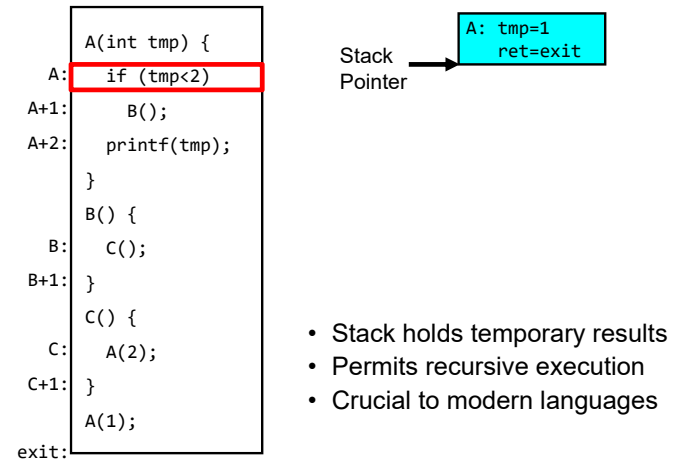 A(int tmp) {
A: if (tmp<2)
A+1: B();
A+2: printf(tmp);
}
B() {
B: C();
B+1: }
C() {
C: A(2);
C+1: }
A(1);
exit:
A: tmp=1
ret=exit
Stack
Pointer
• Stack holds temporary results
• Permits recursive execution
• Crucial to modern languages